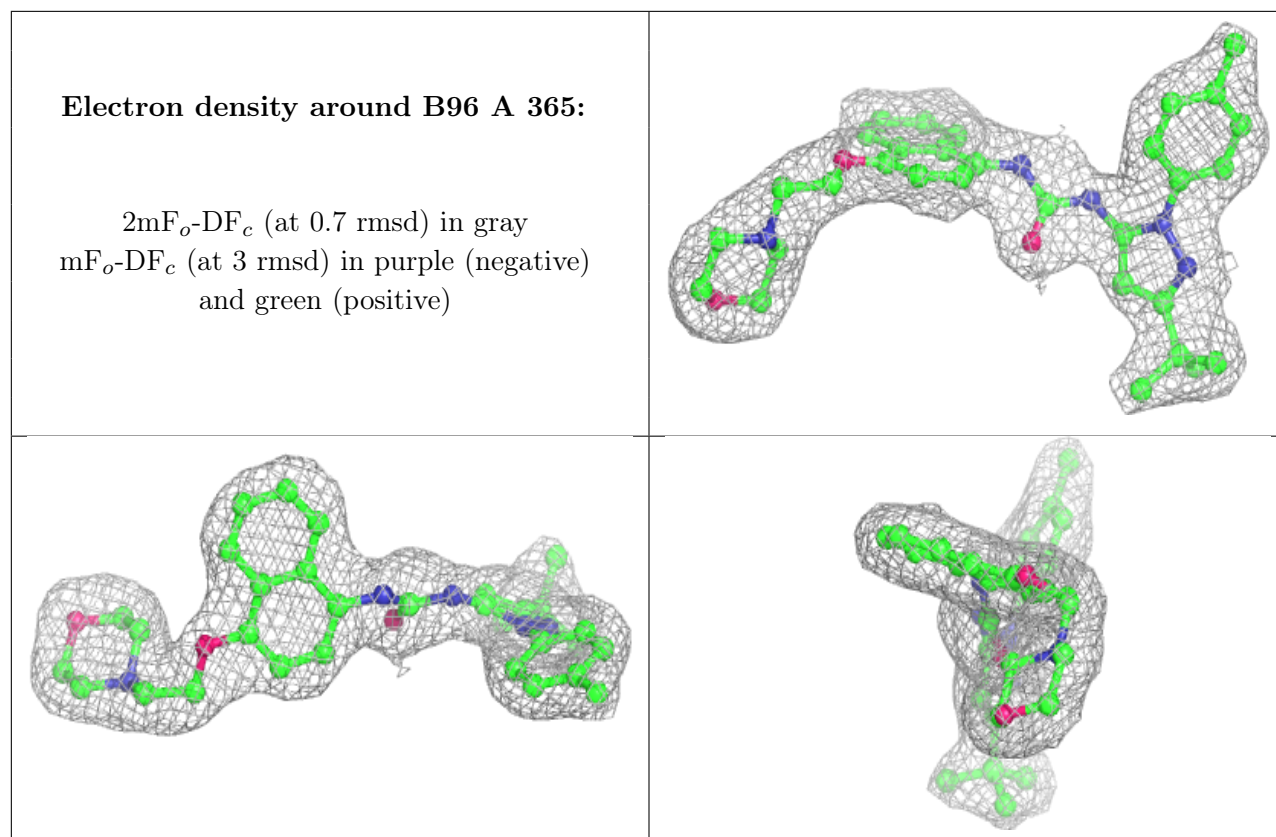 Electron density around B96 A 365:
2mFₒ-DF𝒸 (at 0.7 rmsd) in gray
mFₒ-DF𝒸 (at 3 rmsd) in purple (negative)
and green (positive)